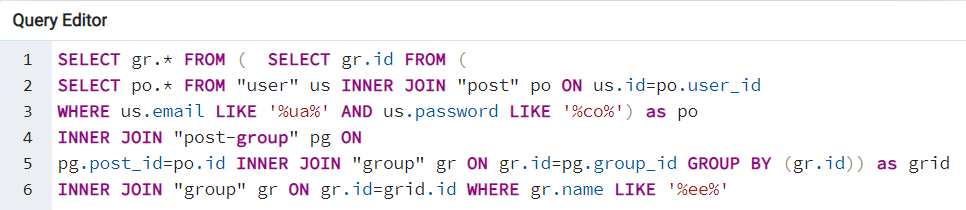 Query Editor
1 SELECT gr.* FROM (  SELECT gr.id FROM (
2 SELECT po.* FROM "user" us INNER JOIN "post" po ON us.id=po.user_id
3 WHERE us.email LIKE '%ua%' AND us.password LIKE '%co%') as po
4 INNER JOIN "post-group" pg ON
5 pg.post_id=po.id INNER JOIN "group" gr ON gr.id=pg.group_id GROUP BY (gr.id)) as grid
6 INNER JOIN "group" gr ON gr.id=grid.id WHERE gr.name LIKE '%ee%'